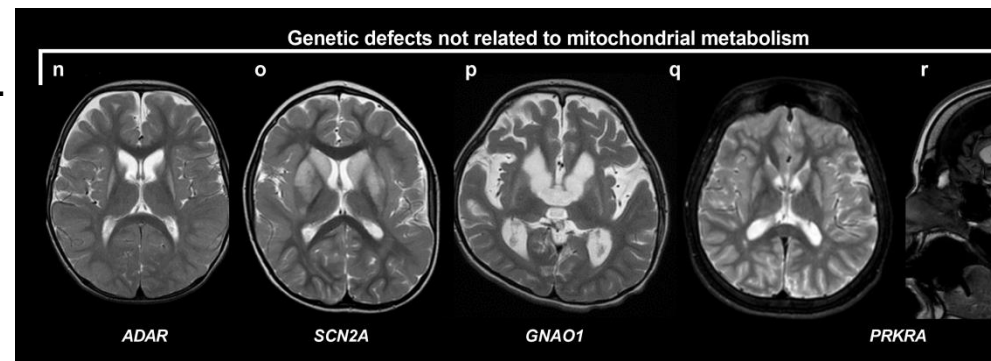 Genetic defects not related to mitochondrial metabolism
n o p q r
ADAR SCN2A GNAO1 PRKRA